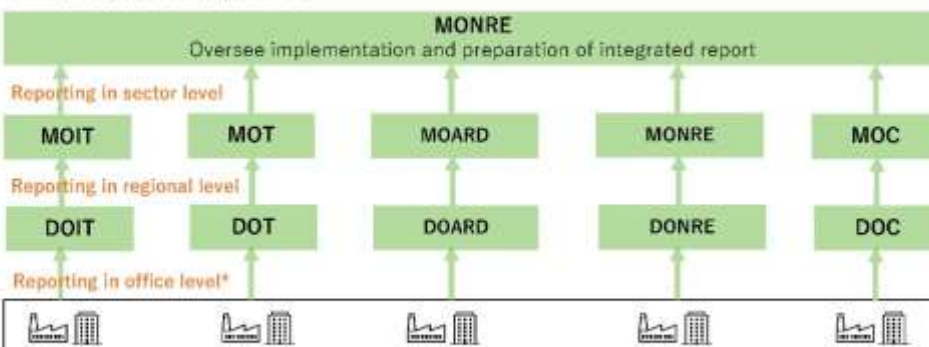 MONRE
Oversee implementation and preparation of integrated report
Reporting in sector level
MOIT MOT MOARD MONRE MOC
Reporting in regional level
DOIT DOT DOARD DONRE DOC
Reporting in office level*